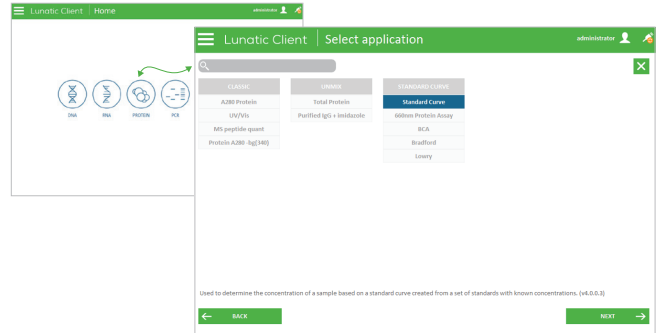 Lunatic Client Home administrator
DNA RNA PROTEIN PCR
Lunatic Client Select application administrator
CLASSIC UNMIX STANDARD CURVE
A280 Protein Total Protein Standard Curve
UV/Vis Purified IgG + imidazole 660nm Protein Assay
MS peptide quant BCA
Protein A280 -bg(340) Bradford
Lowry
Used to determine the concentration of a sample based on a standard curve created from a set of standards with known concentrations. (v4.0.0.3)
BACK NEXT